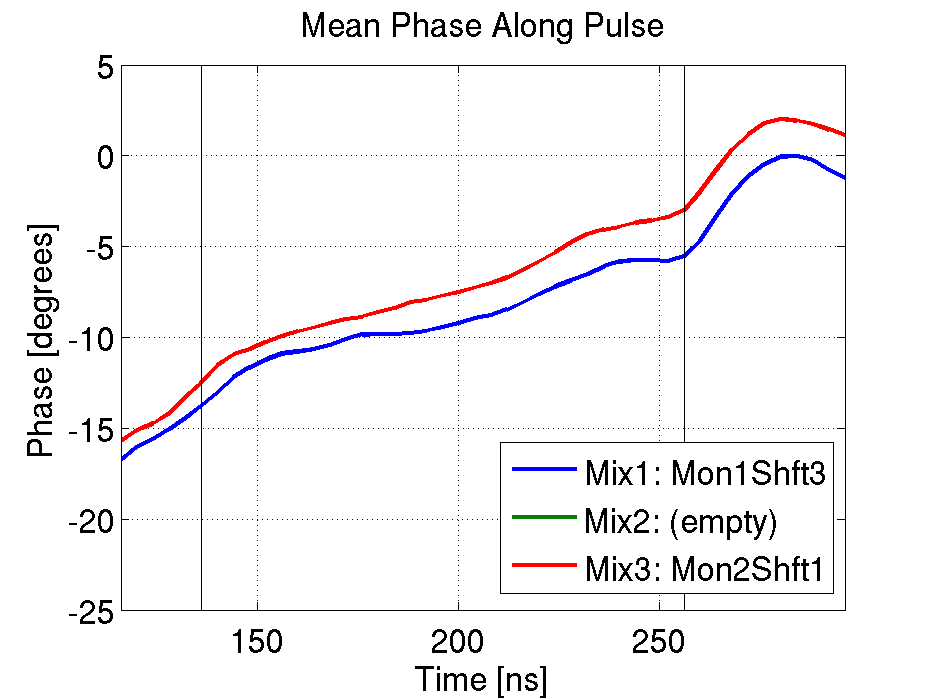 Mean Phase Along Pulse
5
0
-5
-10
-15
-20
-25
Phase [degrees]
150
200
250
Time [ns]
Mix1: Mon1Shft3
Mix2: (empty)
Mix3: Mon2Shft1